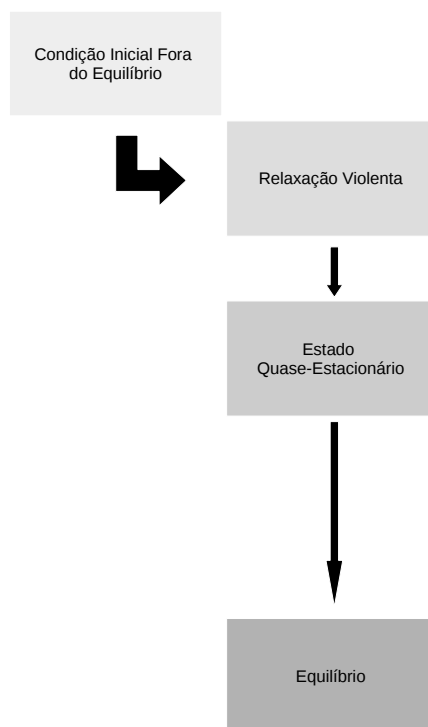 Condição Inicial Fora
do Equilíbrio
Relaxação Violenta
Estado
Quase-Estacionário
Equilíbrio